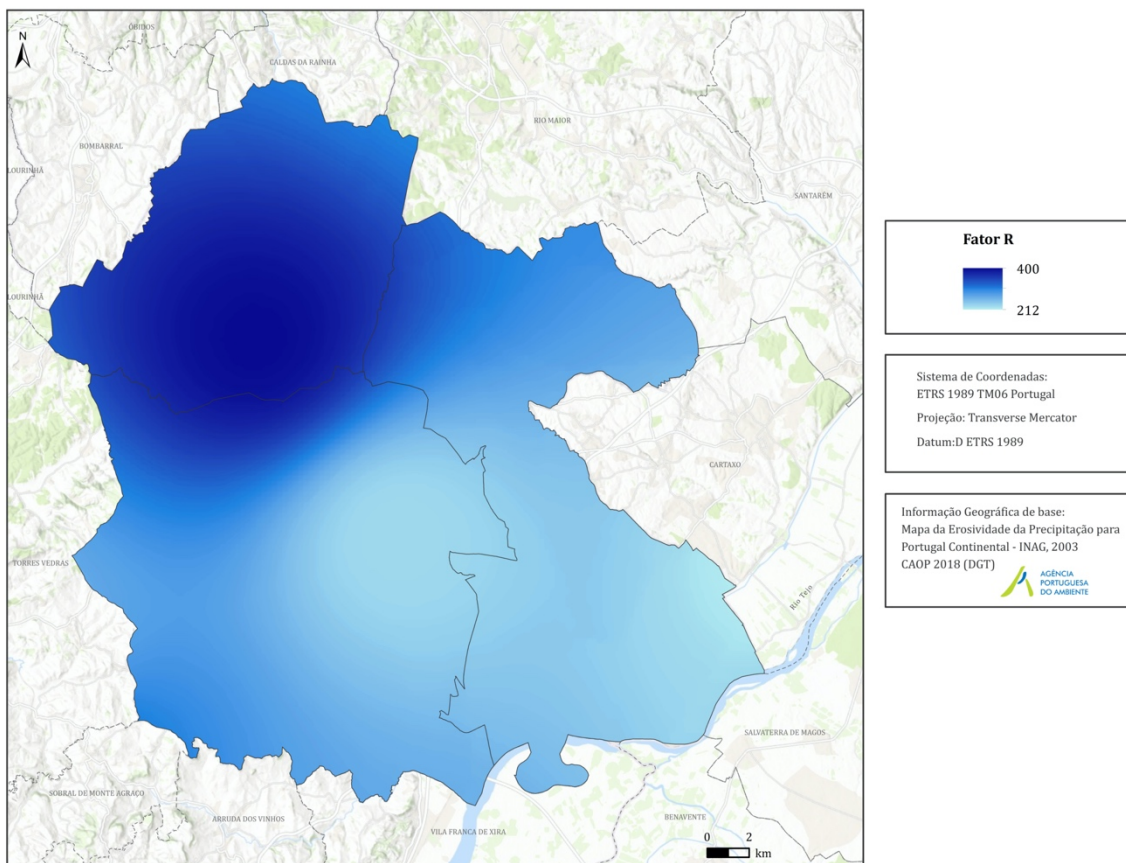 N
ÓBIDOS
CALDAS DA RAINHA
RIO MAIOR
BOMBARRAL
LOURINHÃ
SANTARÉM
LOURINHÃ
CARTAXO
TORRES VEDRAS
Rio Tejo
SALVATERRA DE MAGOS
SOBRAL DE MONTE AGRAÇO
ARRUDA DOS VINHOS
VILA FRANCA DE XIRA
BENAVENTE
0 2
km
Fator R
400
212
Sistema de Coordenadas:
ETRS 1989 TM06 Portugal
Projeção: Transverse Mercator
Datum:D ETRS 1989
Informação Geográfica de base:
Mapa da Erosividade da Precipitação para
Portugal Continental - INAG, 2003
CAOP 2018 (DGT)
AGÊNCIA
PORTUGUESA
DO AMBIENTE